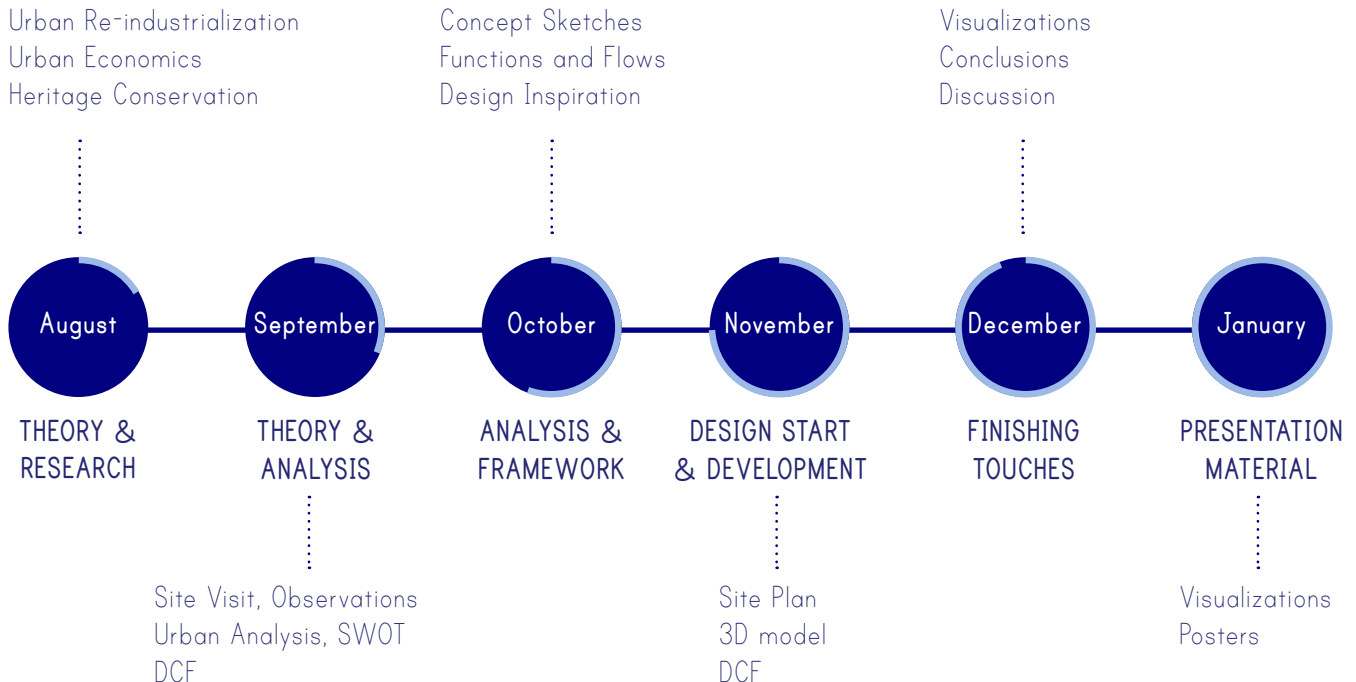 Urban Re-industrialization
Urban Economics
Heritage Conservation
Concept Sketches
Functions and Flows
Design Inspiration
Visualizations
Conclusions
Discussion
August
September
October
November
December
January
THEORY &
RESEARCH
THEORY &
ANALYSIS
ANALYSIS &
FRAMEWORK
DESIGN START
& DEVELOPMENT
FINISHING
TOUCHES
PRESENTATION
MATERIAL
Site Visit, Observations
Urban Analysis, SWOT
DCF
Site Plan
3D model
DCF
Visualizations
Posters